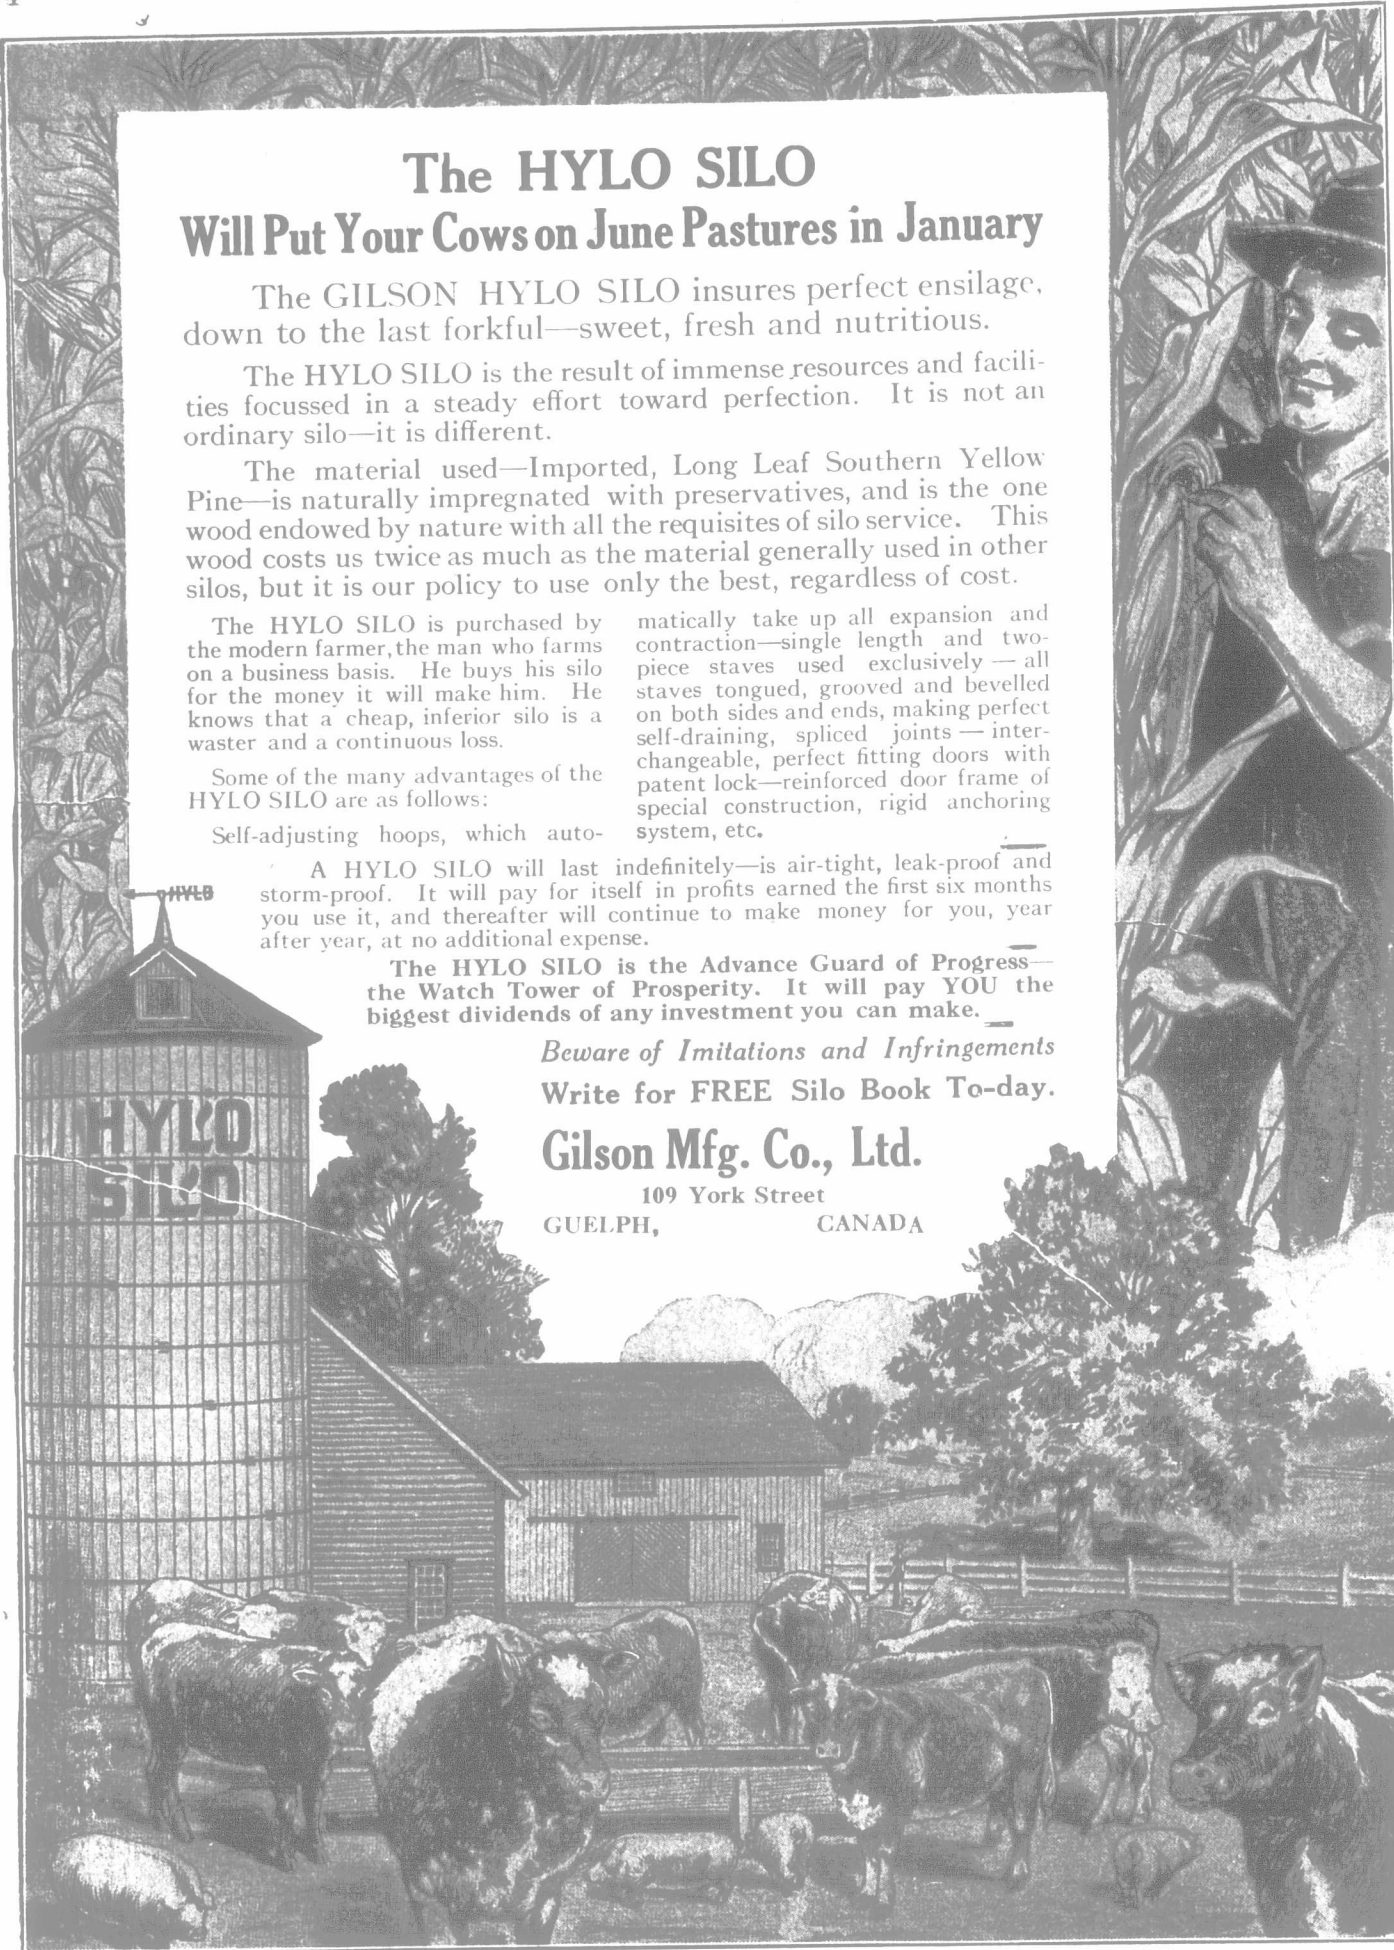 The HYLO SILO
Will Put Your Cows on June Pastures in January
The GILSON HYLO SILO insures perfect ensilage,
down to the last forkful—sweet, fresh and nutritious.
The HYLO SILO is the result of immense resources and facili-
ties focussed in a steady effort toward perfection. It is not an
ordinary silo—it is different.
The material used—Imported, Long Leaf Southern Yellow
Pine—is naturally impregnated with preservatives, and is the one
wood endowed by nature with all the requisites of silo service. This
wood costs us twice as much as the material generally used in other
silos, but it is our policy to use only the best, regardless of cost.
The HYLO SILO is purchased by
the modern farmer, the man who farms
on a business basis. He buys his silo
for the money it will make him. He
knows that a cheap, inferior silo is a
waster and a continuous loss.
Some of the many advantages of the
HYLO SILO are as follows:
Self-adjusting hoops, which auto-
matically take up all expansion and
contraction—single length and two-
piece staves used exclusively — all
staves tongued, grooved and bevelled
on both sides and ends, making perfect
self-draining, spliced joints — inter-
changeable, perfect fitting doors with
patent lock—reinforced door frame of
special construction, rigid anchoring
system, etc.
A HYLO SILO will last indefinitely—is air-tight, leak-proof and
storm-proof. It will pay for itself in profits earned the first six months
you use it, and thereafter will continue to make money for you, year
after year, at no additional expense.
The HYLO SILO is the Advance Guard of Progress—
the Watch Tower of Prosperity. It will pay YOU the
biggest dividends of any investment you can make.
Beware of Imitations and Infringements
Write for FREE Silo Book To-day.
Gilson Mfg. Co., Ltd.
109 York Street
GUELPH, CANADA
HYLO
HYLO
SILO